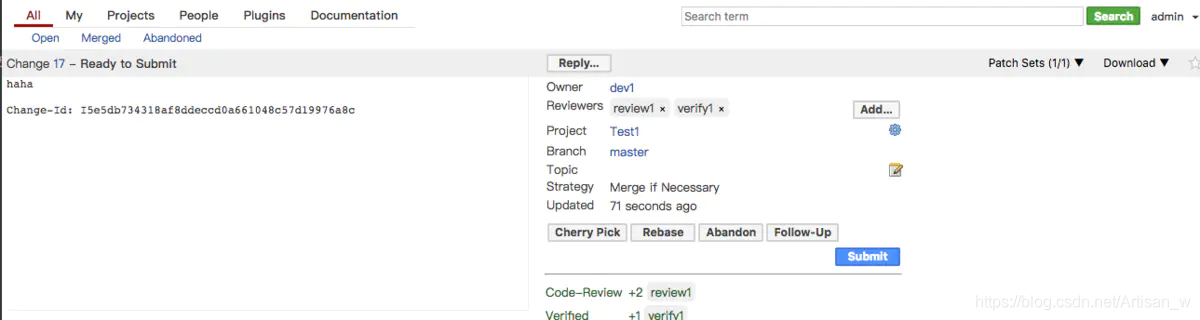 All My Projects People Plugins Documentation Search term Search admin
Open Merged Abandoned
Change 17 – Ready to Submit Reply... Patch Sets (1/1) ▼ Download ▼
haha
Change-Id: I5e5db734318af8ddeccd0a661048c57d19976a8c
Owner dev1
Reviewers review1 × verify1 × Add...
Project Test1
Branch master
Topic
Strategy Merge if Necessary
Updated 71 seconds ago
Cherry Pick Rebase Abandon Follow-Up
Submit
Code-Review +2 review1
Verified +1 verify1
https://blog.csdn.net/Artisan_w